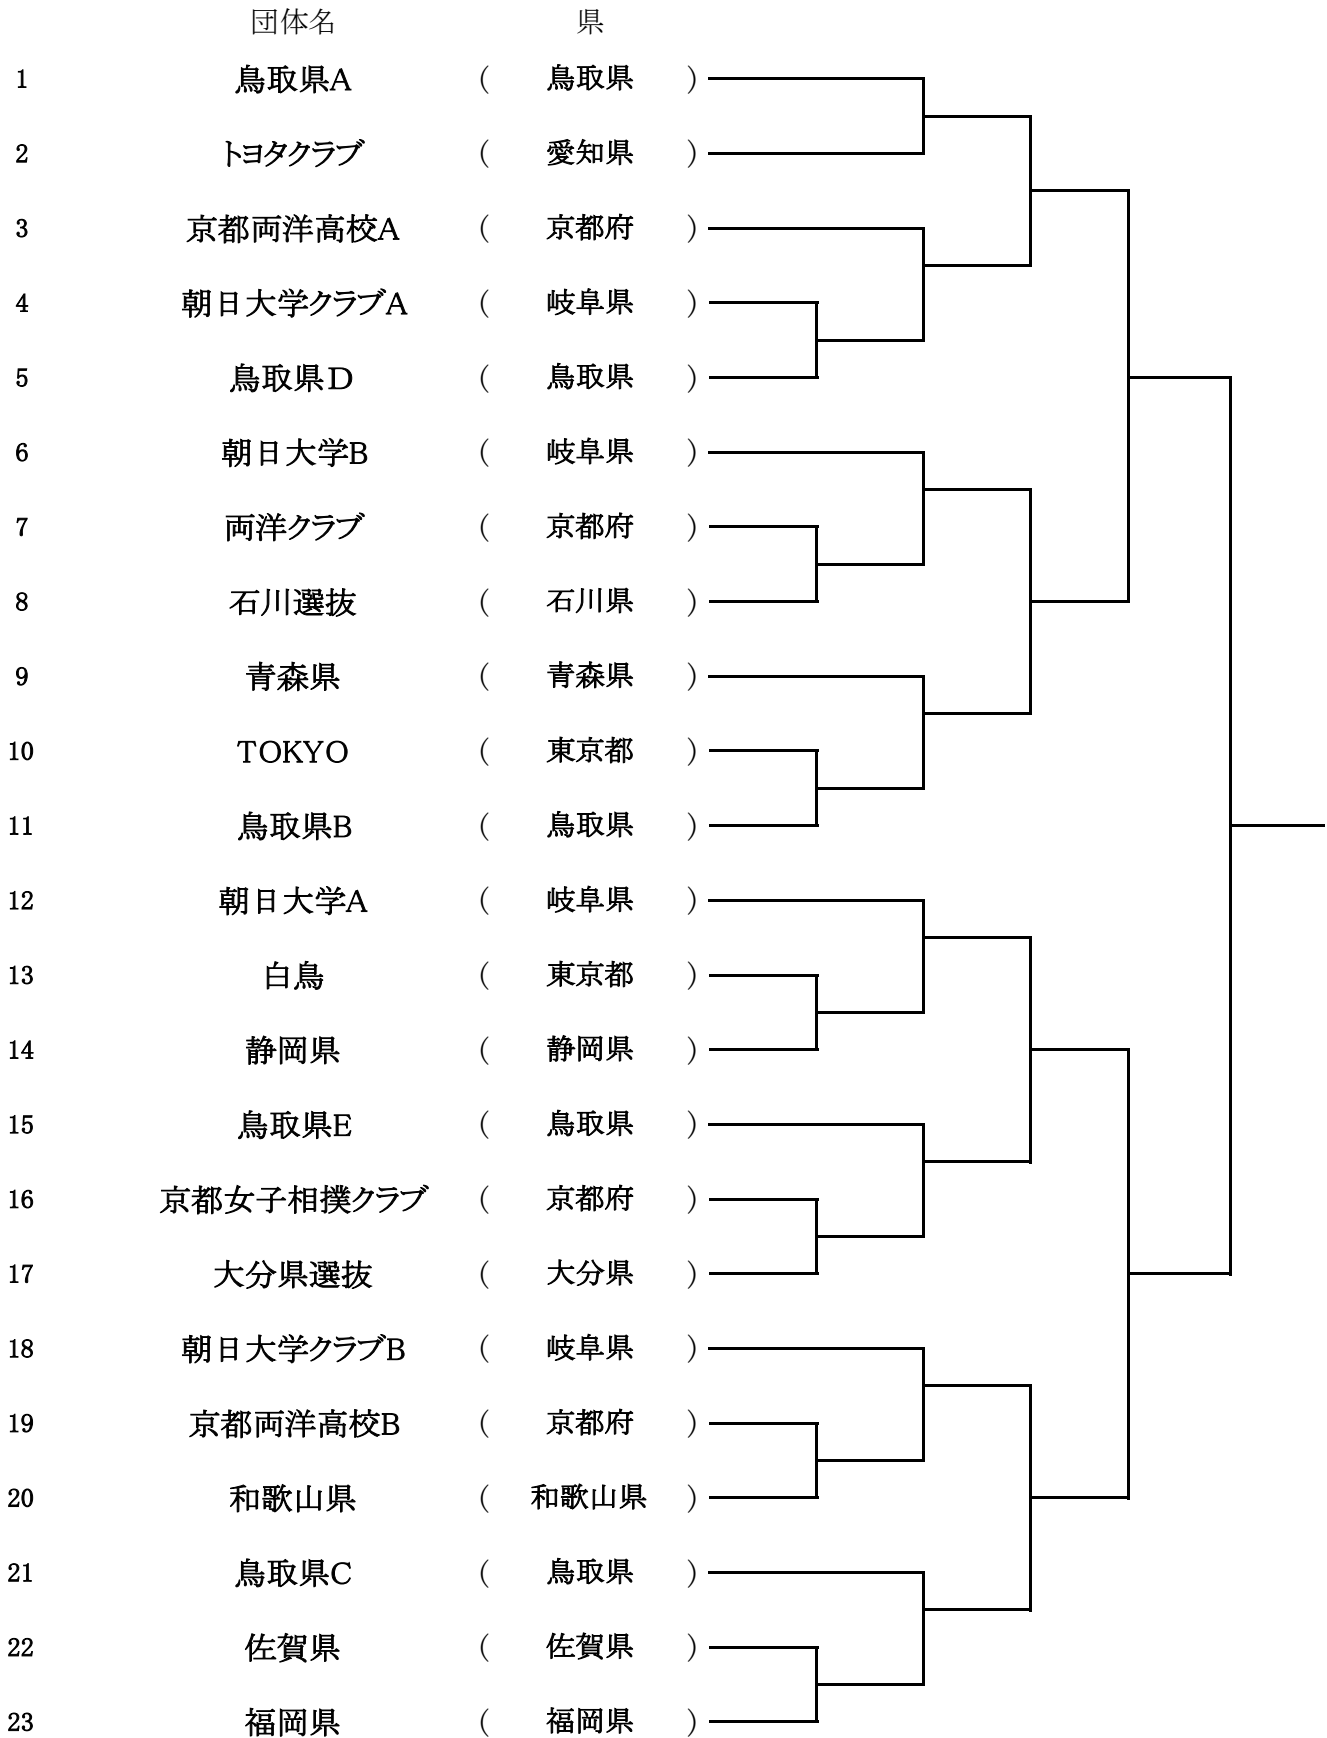 団体名 県
1 鳥取県A ( 鳥取県 )
2 トヨタクラブ ( 愛知県 )
3 京都両洋高校A ( 京都府 )
4 朝日大学クラブA ( 岐阜県 )
5 鳥取県D ( 鳥取県 )
6 朝日大学B ( 岐阜県 )
7 両洋クラブ ( 京都府 )
8 石川選抜 ( 石川県 )
9 青森県 ( 青森県 )
10 TOKYO ( 東京都 )
11 鳥取県B ( 鳥取県 )
12 朝日大学A ( 岐阜県 )
13 白鳥 ( 東京都 )
14 静岡県 ( 静岡県 )
15 鳥取県E ( 鳥取県 )
16 京都女子相撲クラブ ( 京都府 )
17 大分県選抜 ( 大分県 )
18 朝日大学クラブB ( 岐阜県 )
19 京都両洋高校B ( 京都府 )
20 和歌山県 ( 和歌山県 )
21 鳥取県C ( 鳥取県 )
22 佐賀県 ( 佐賀県 )
23 福岡県 ( 福岡県 )